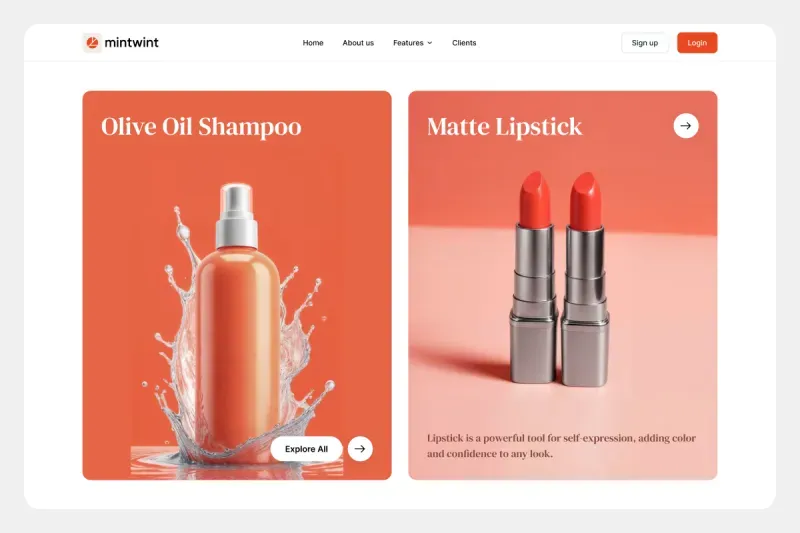 mintwint
Home
About us
Features
Clients
Sign up
Login
Olive Oil Shampoo
Matte Lipstick
Explore All
Lipstick is a powerful tool for self-expression, adding color
and confidence to any look.